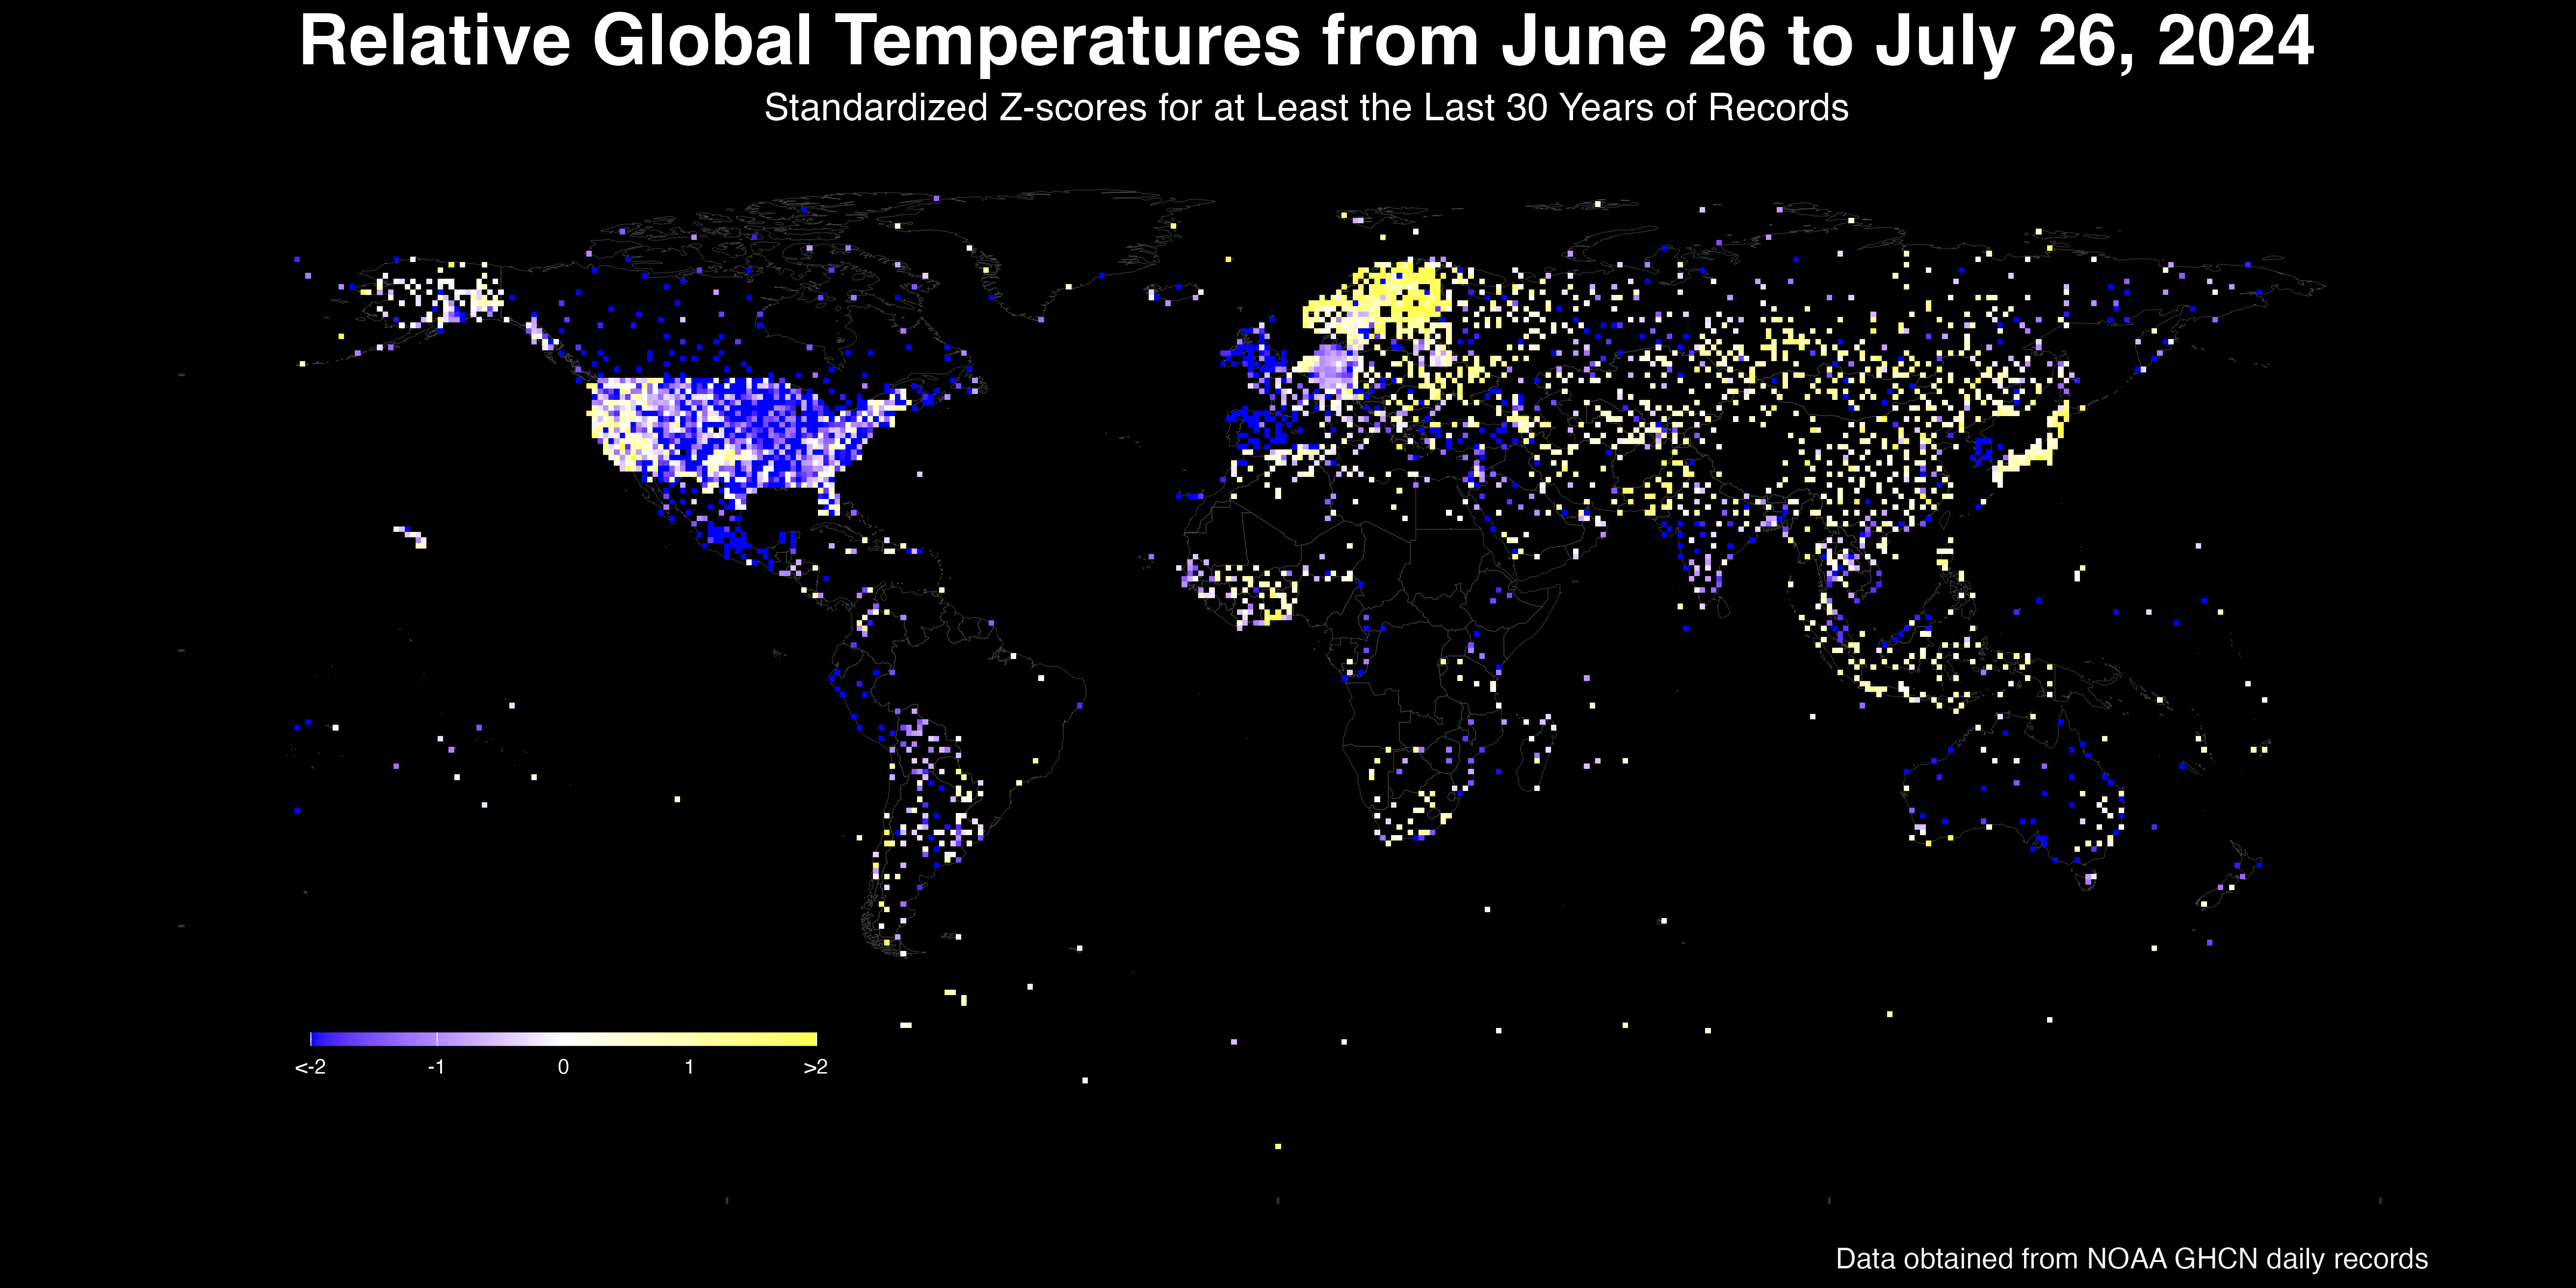 Relative Global Temperatures from June 26 to July 26, 2024
Standardized Z-scores for at Least the Last 30 Years of Records
<-2 -1 0 1 >2
Data obtained from NOAA GHCN daily records